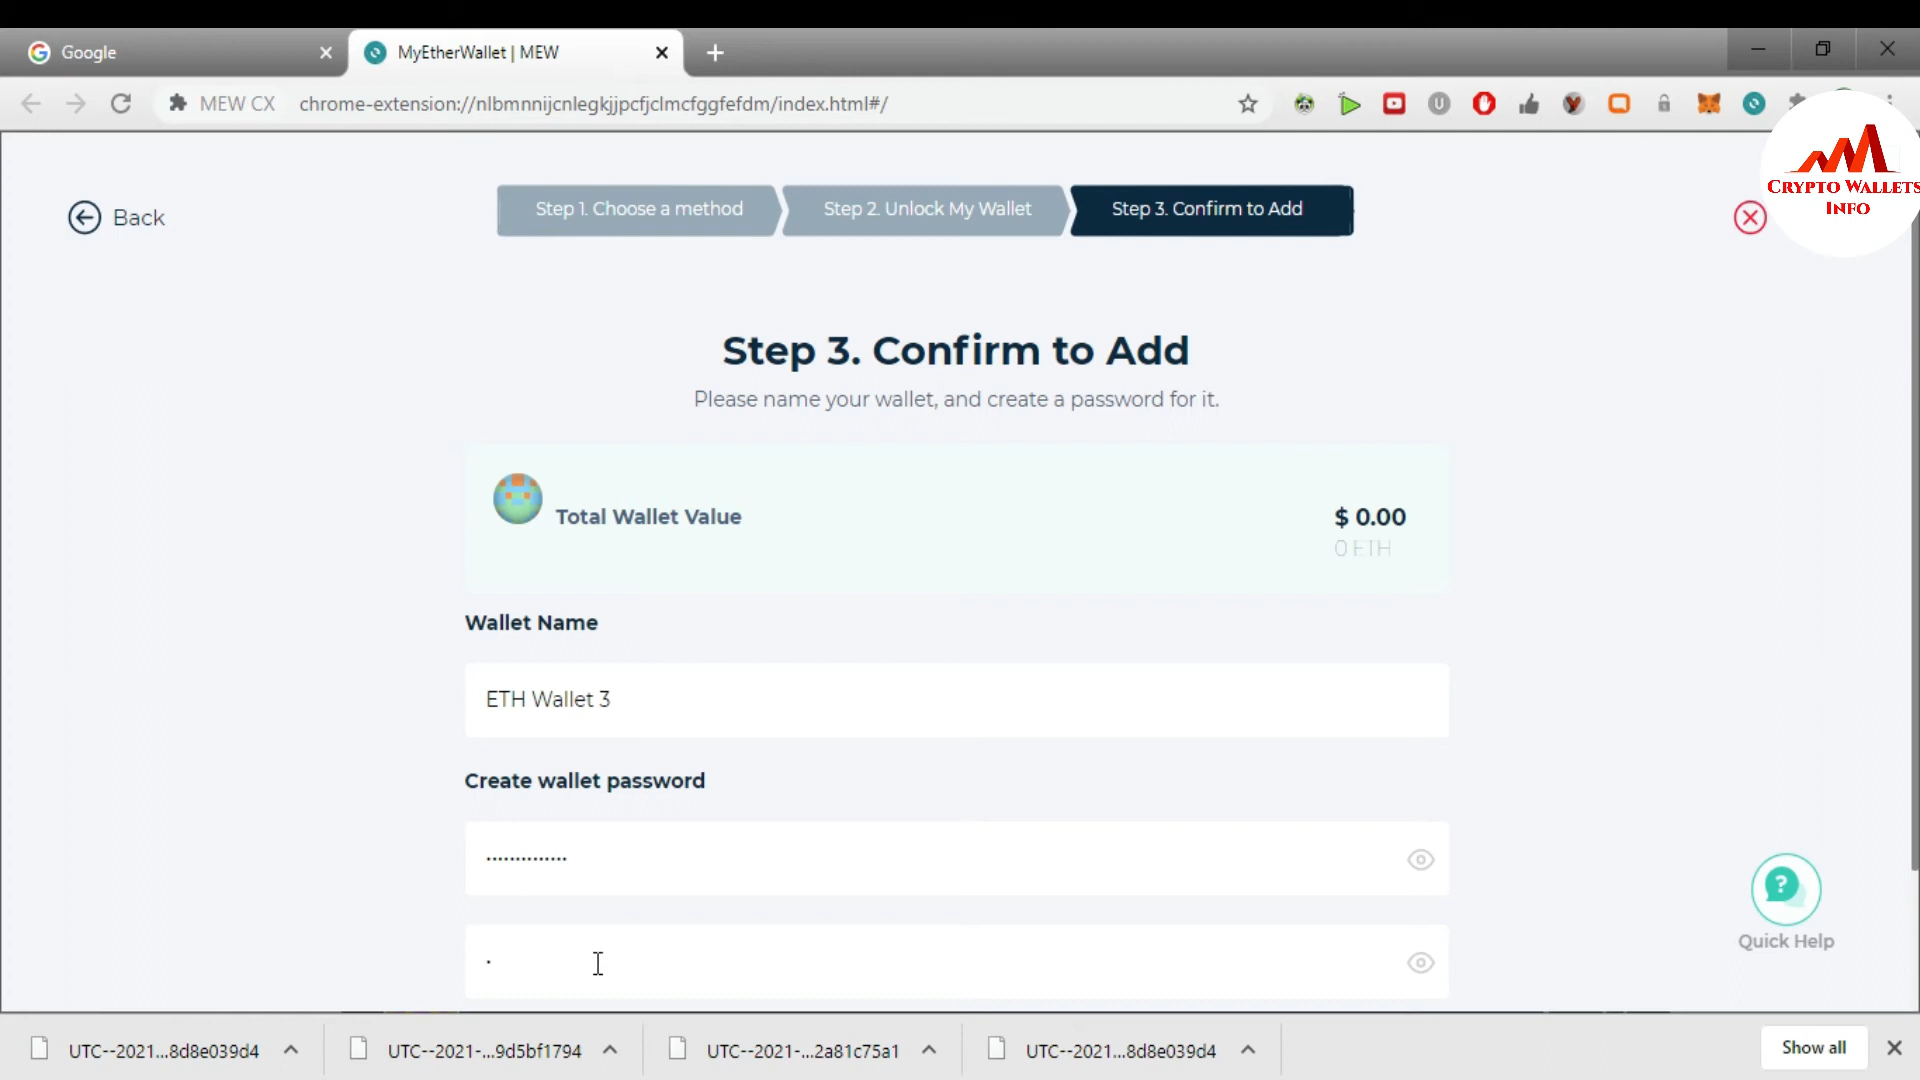 Google
MyEtherWallet | MEW
MEW CX
chrome-extension://nlbmnnijcnlegkjjpcfjclmcfggfefdm/index.html#/
CRYPTO WALLETS
INFO
Back
Step 1. Choose a method
Step 2. Unlock My Wallet
Step 3. Confirm to Add
Step 3. Confirm to Add
Please name your wallet, and create a password for it.
Total Wallet Value
$ 0.00
0 ETH
Wallet Name
ETH Wallet 3
Create wallet password
Quick Help
UTC--2021...8d8e039d4
UTC--2021-...9d5bf1794
UTC--2021-...2a81c75a1
UTC--2021...8d8e039d4
Show all